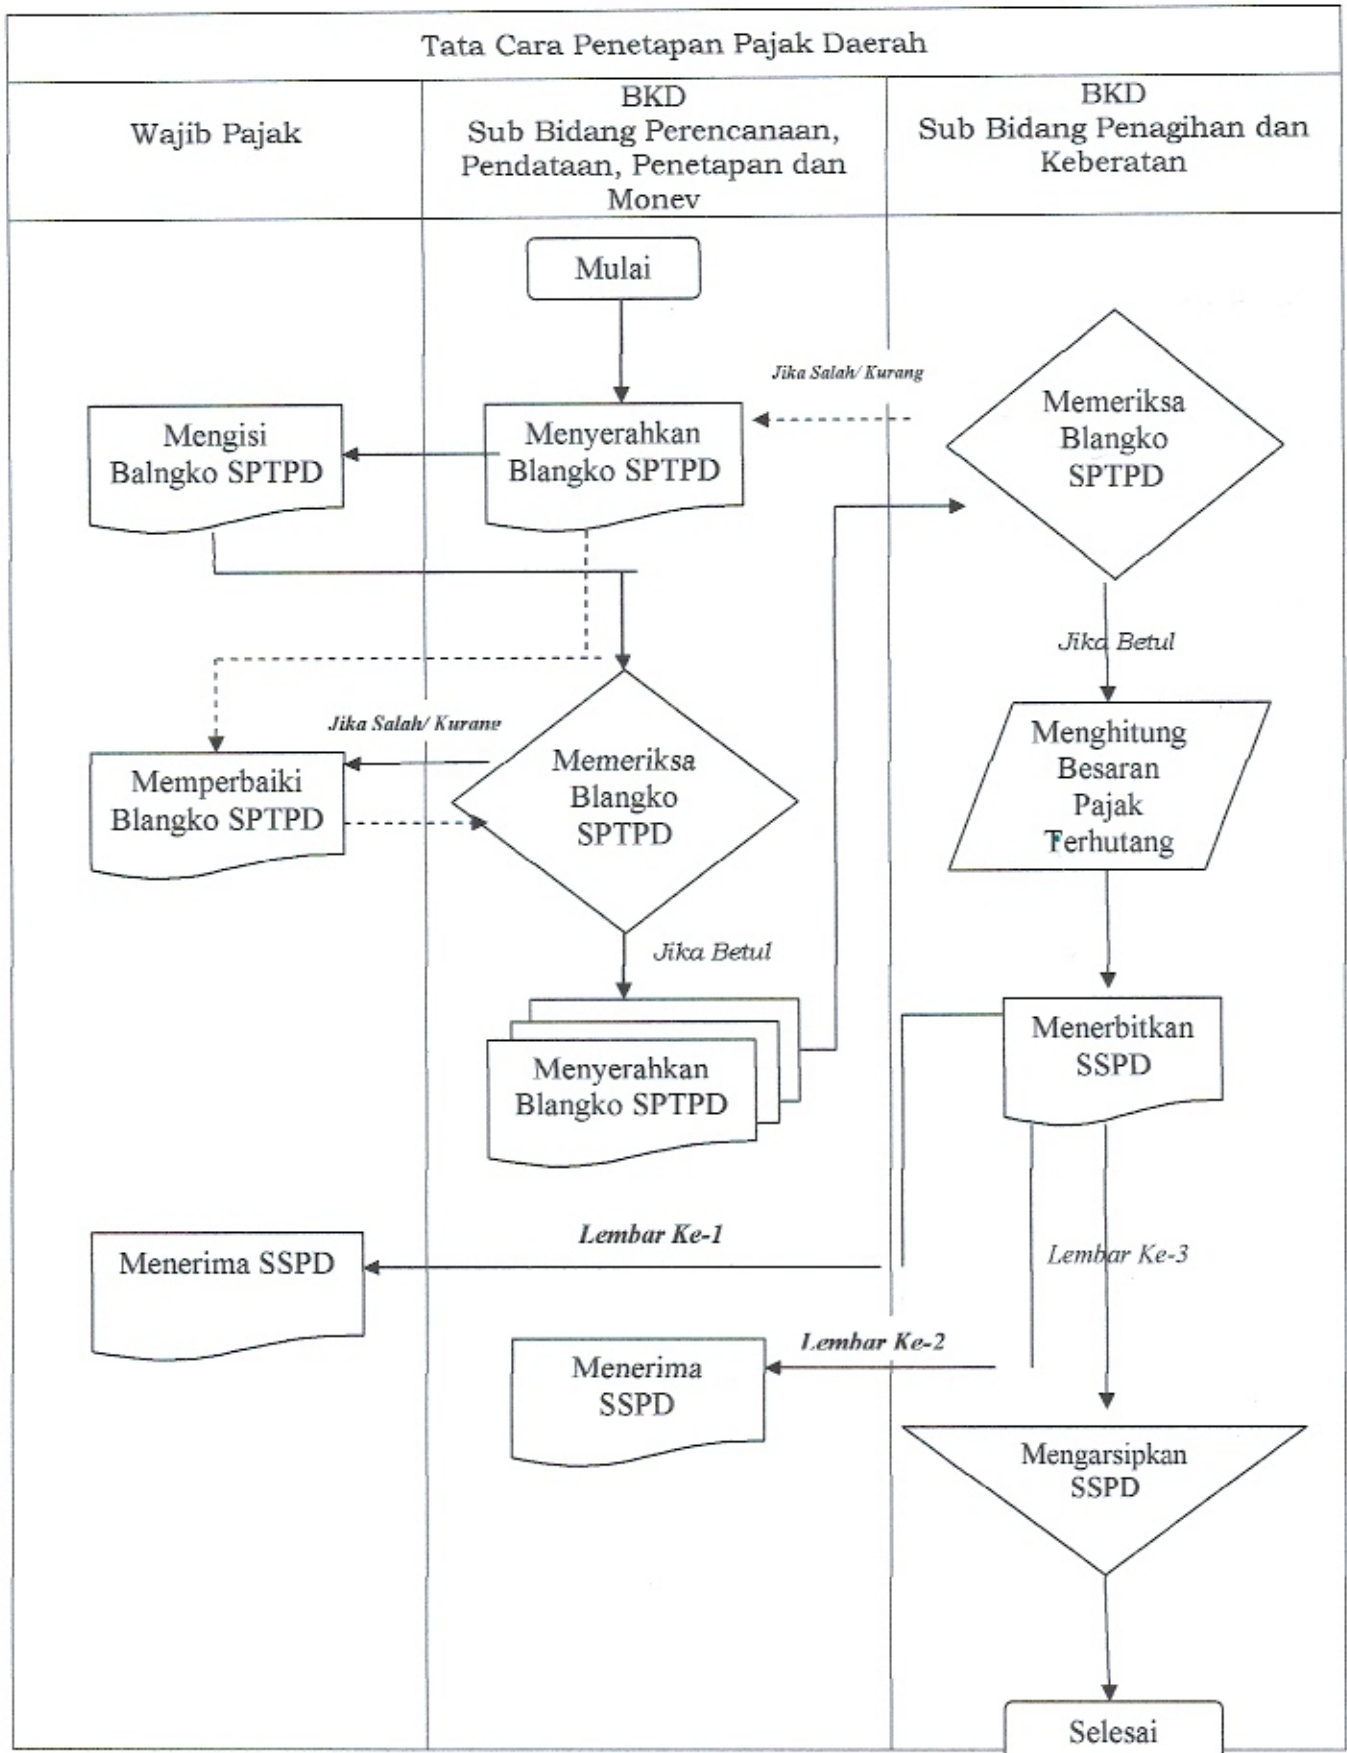 Tata Cara Penetapan Pajak Daerah
Wajib Pajak
BKD
Sub Bidang Perencanaan,
Pendataan, Penetapan dan
Monev
BKD
Sub Bidang Penagihan dan
Keberatan
Mulai
Jika Salah/ Kurang
Memeriksa
Blangko
SPTPD
Mengisi
Balngko SPTPD
Menyerahkan
Blangko SPTPD
Jika Betul
Jika Salah/ Kurang
Memperbaiki
Blangko SPTPD
Memeriksa
Blangko
SPTPD
Menghitung
Besaran
Pajak
Terhutang
Jika Betul
Menyerahkan
Blangko SPTPD
Menerbitkan
SSPD
Lembar Ke-1
Menerima SSPD
Lembar Ke-3
Lembar Ke-2
Menerima
SSPD
Mengarsipkan
SSPD
Selesai